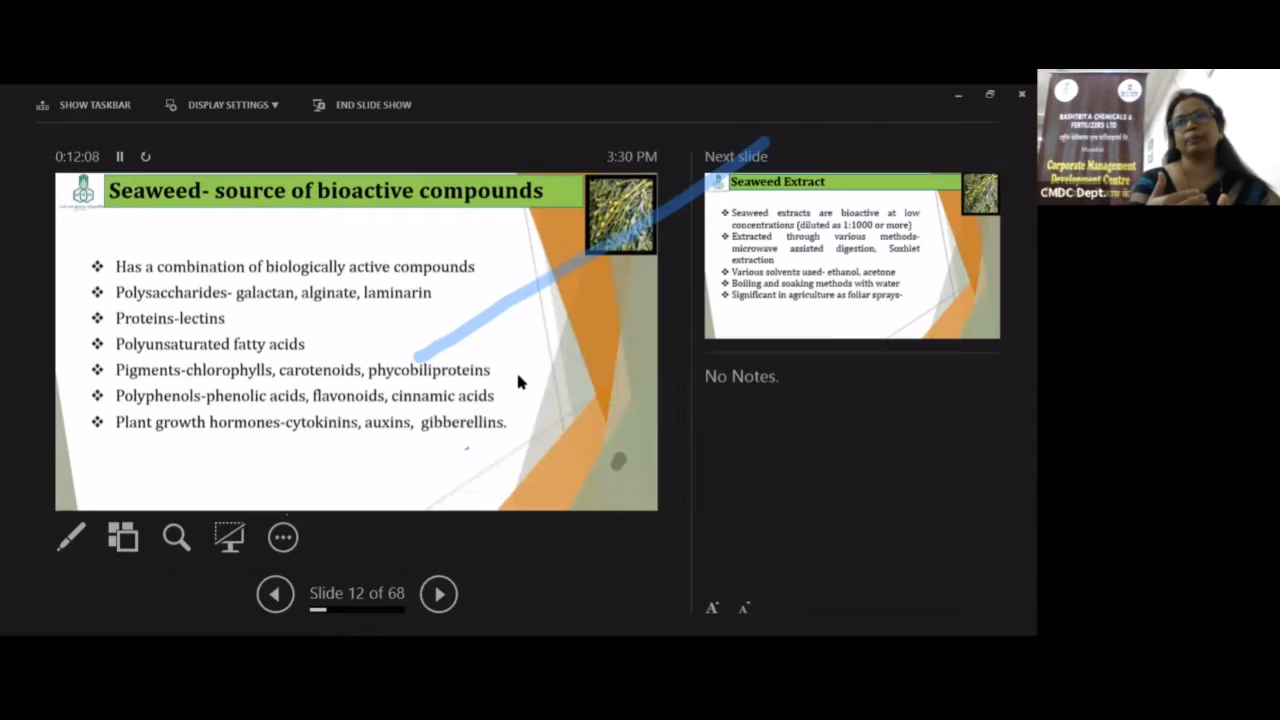 SHOW TASKBAR
DISPLAY SETTINGS ▼
END SLIDE SHOW
0:12:08
3:30 PM
Seaweed- source of bioactive compounds
❖ Has a combination of biologically active compounds
❖ Polysaccharides- galactan, alginate, laminarin
❖ Proteins-lectins
❖ Polyunsaturated fatty acids
❖ Pigments-chlorophylls, carotenoids, phycobiliproteins
❖ Polyphenols-phenolic acids, flavonoids, cinnamic acids
❖ Plant growth hormones-cytokinins, auxins, gibberellins.
Slide 12 of 68
Next slide
Seaweed Extract
❖ Seaweed extracts are bioactive at low
concentrations (diluted as 1:1000 or more)
❖ Extracted through various methods-
microwave assisted digestion. Soxhlet
extraction
❖ Various solvents used- ethanol, acetone
❖ Boiling and soaking methods with water
❖ Significant in agriculture as foliar sprays-
No Notes.
A A
RASHTRIYA CHEMICALS &
FERTILIZERS LTD
Mumbai
Corporate Management
Development Centre
CMDC Dept.